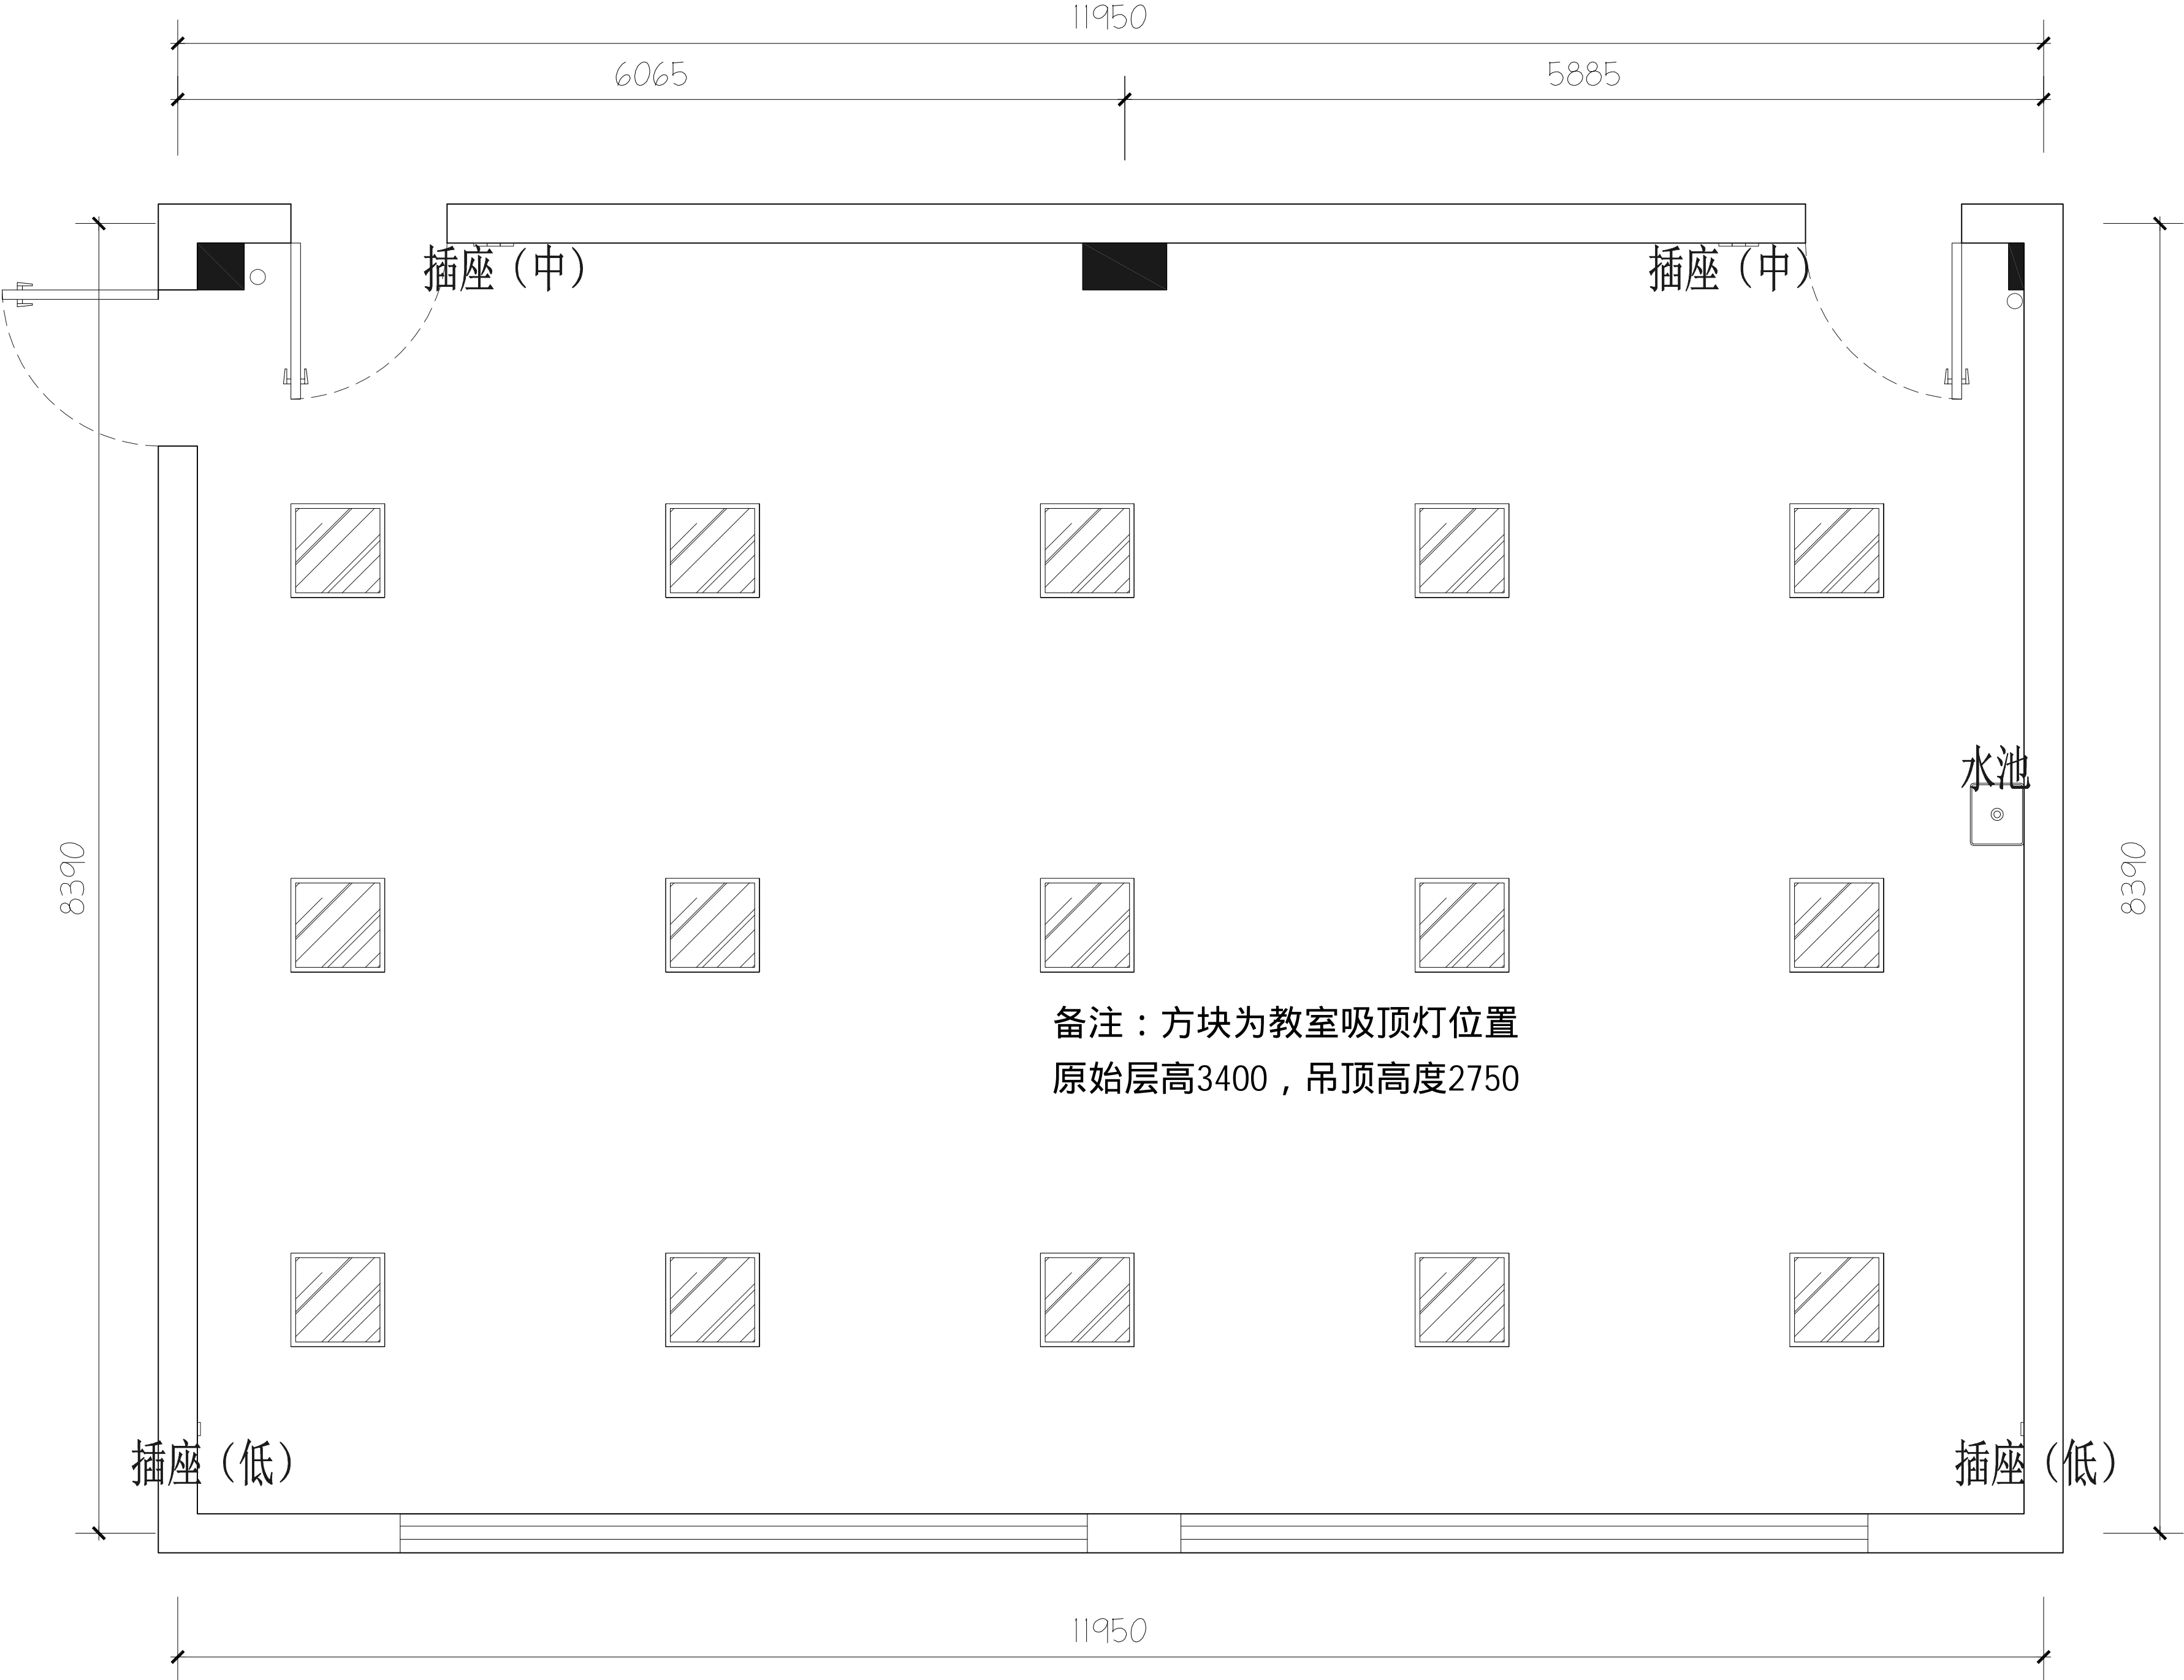 11950
6065
5885
插座（中）
插座（中）
水池
8390
8390
备注：方块为教室吸顶灯位置
原始层高3400，吊顶高度2750
插座（低）
插座（低）
11950